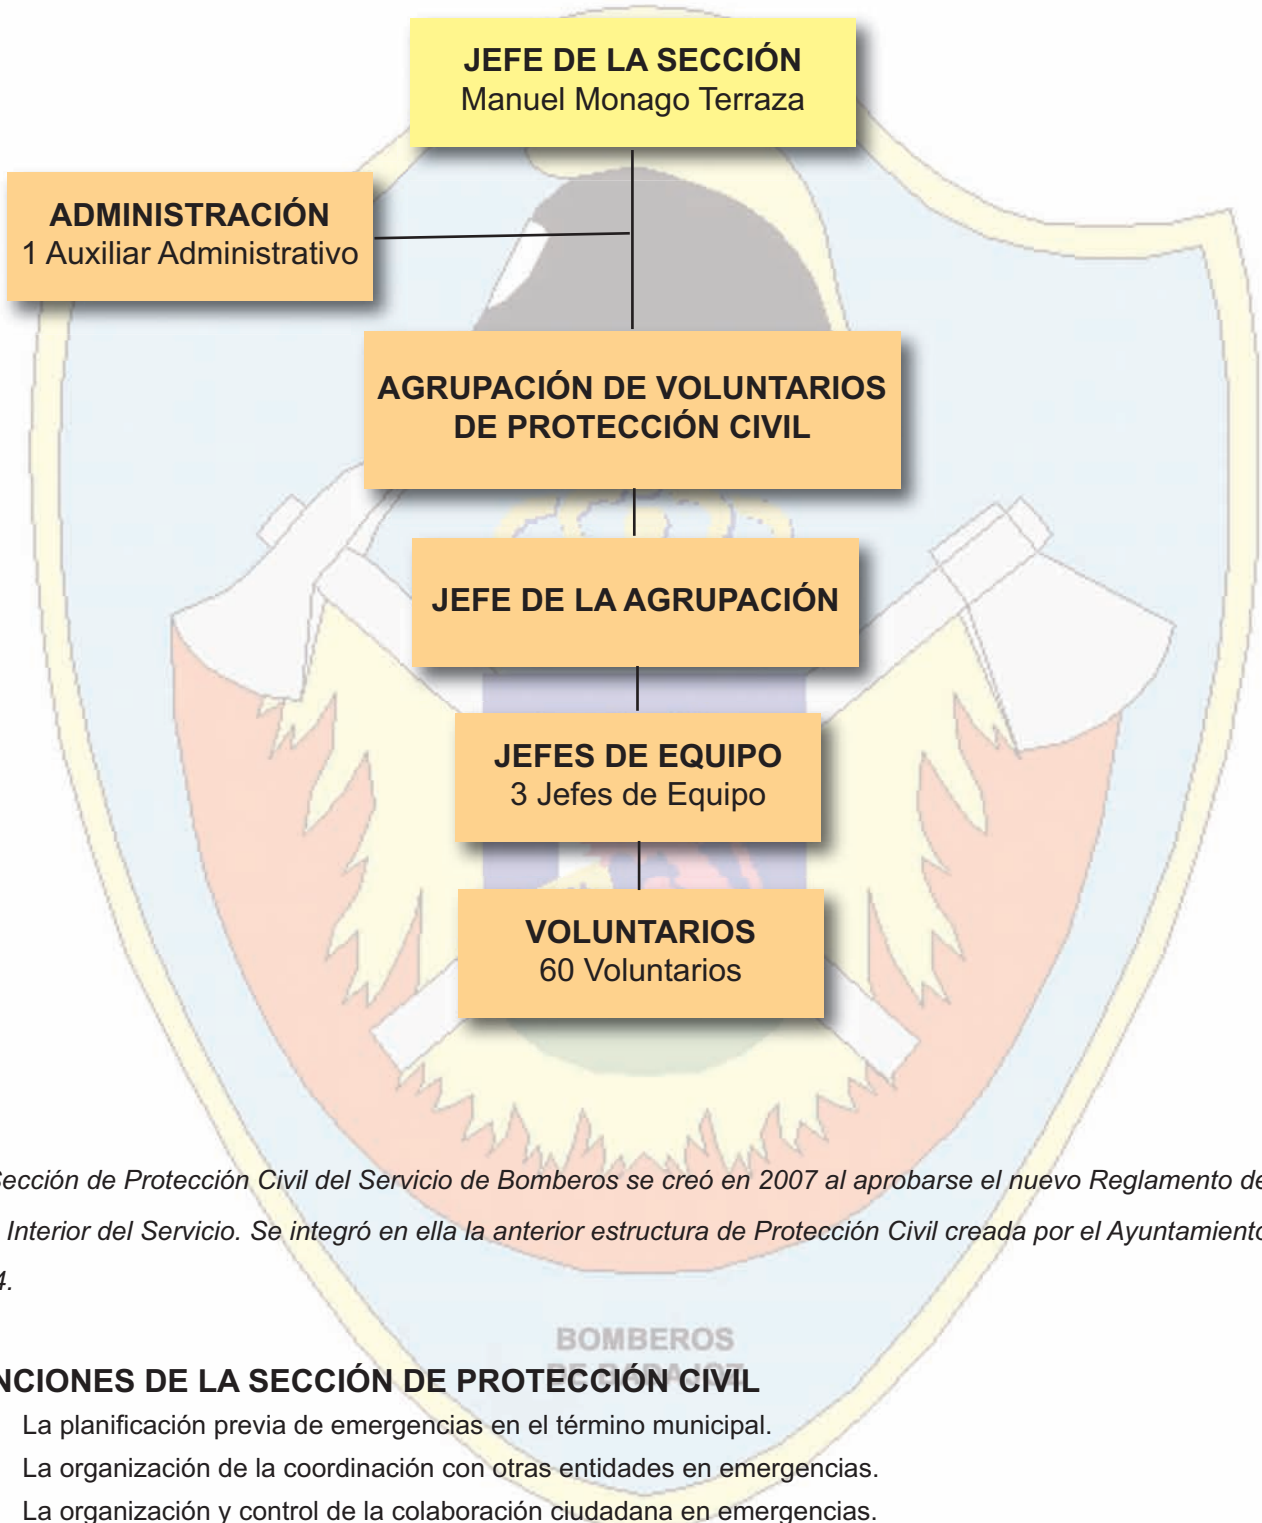 JEFE DE LA SECCIÓN
Manuel Monago Terraza
ADMINISTRACIÓN
1 Auxiliar Administrativo
AGRUPACIÓN DE VOLUNTARIOS
DE PROTECCIÓN CIVIL
JEFE DE LA AGRUPACIÓN
JEFES DE EQUIPO
3 Jefes de Equipo
VOLUNTARIOS
60 Voluntarios
Sección de Protección Civil del Servicio de Bomberos se creó en 2007 al aprobarse el nuevo Reglamento de
Interior del Servicio. Se integró en ella la anterior estructura de Protección Civil creada por el Ayuntamiento
4.
BOMBEROS
DE BADAJOZ
NCIONES DE LA SECCIÓN DE PROTECCIÓN CIVIL
La planificación previa de emergencias en el término municipal.
La organización de la coordinación con otras entidades en emergencias.
La organización y control de la colaboración ciudadana en emergencias.